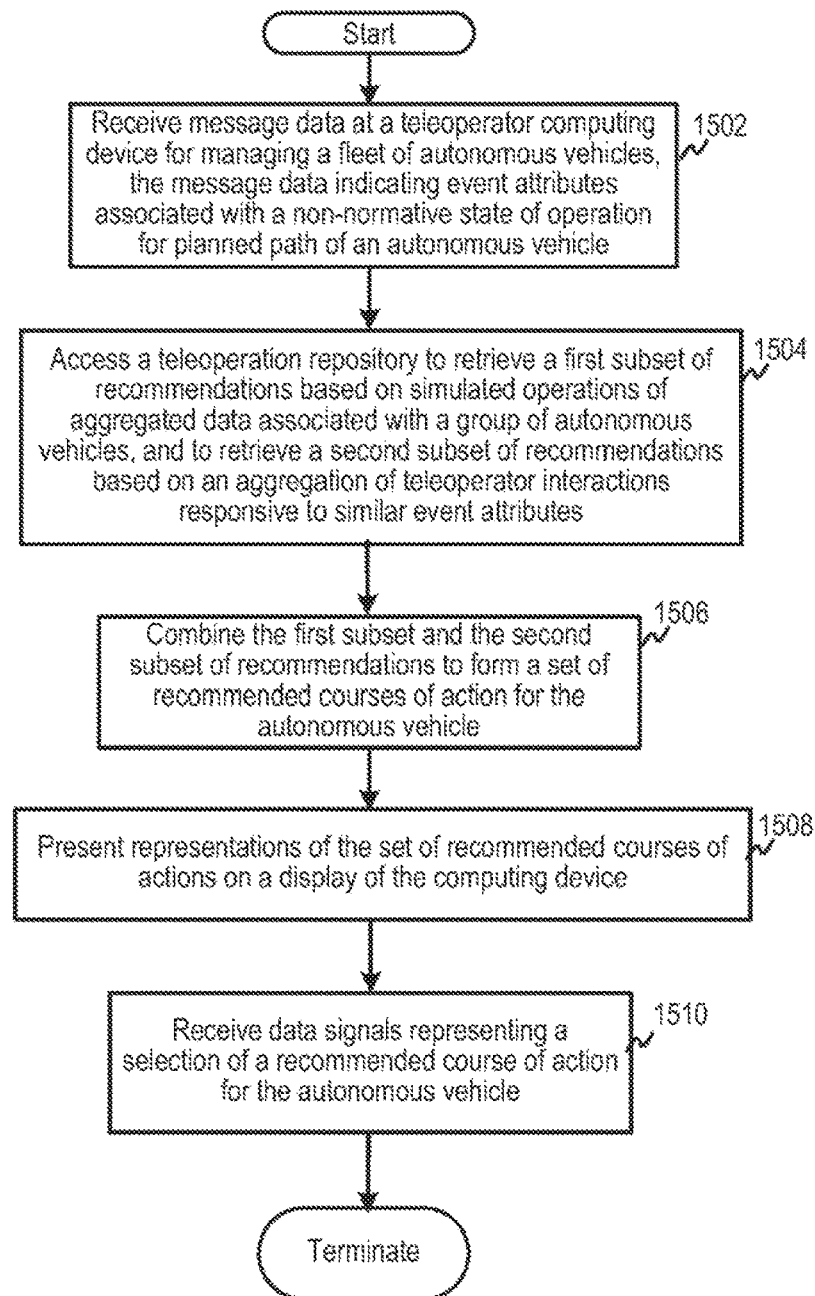 Start
Receive message data at a teleoperator computing
device for managing a fleet of autonomous vehicles,
the message data indicating event attributes
associated with a non-normative state of operation
for planned path of an autonomous vehicle
1502
Access a teleoperation repository to retrieve a first subset of
recommendations based on simulated operations of
aggregated data associated with a group of autonomous
vehicles, and to retrieve a second subset of recommendations
based on an aggregation of teleoperator interactions
responsive to similar event attributes
1504
Combine the first subset and the second
subset of recommendations to form a set of
recommended courses of action for the
autonomous vehicle
1506
Present representations of the set of recommended courses of
actions on a display of the computing device
1508
Receive data signals representing a
selection of a recommended course of action
for the autonomous vehicle
1510
Terminate